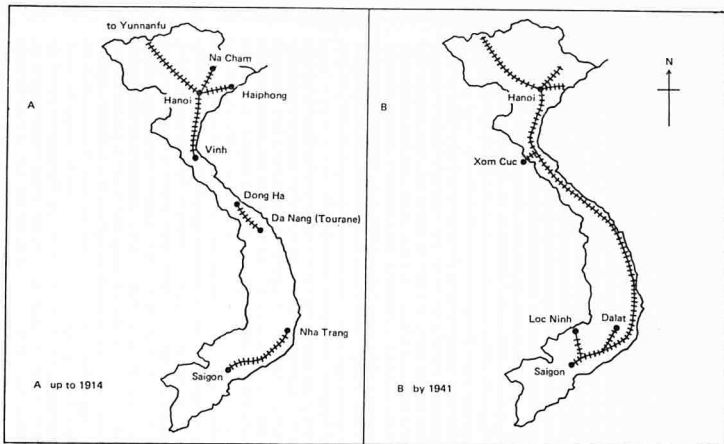 to Yunnanfu
Na Cham
Hanoi
Haiphong
A
Vinh
Dong Ha
Da Nang (Tourane)
Nha Trang
Saigon
A up to 1914
N
Hanoi
B
Xom Cuc
Loc Ninh
Dalat
Saigon
B by 1941